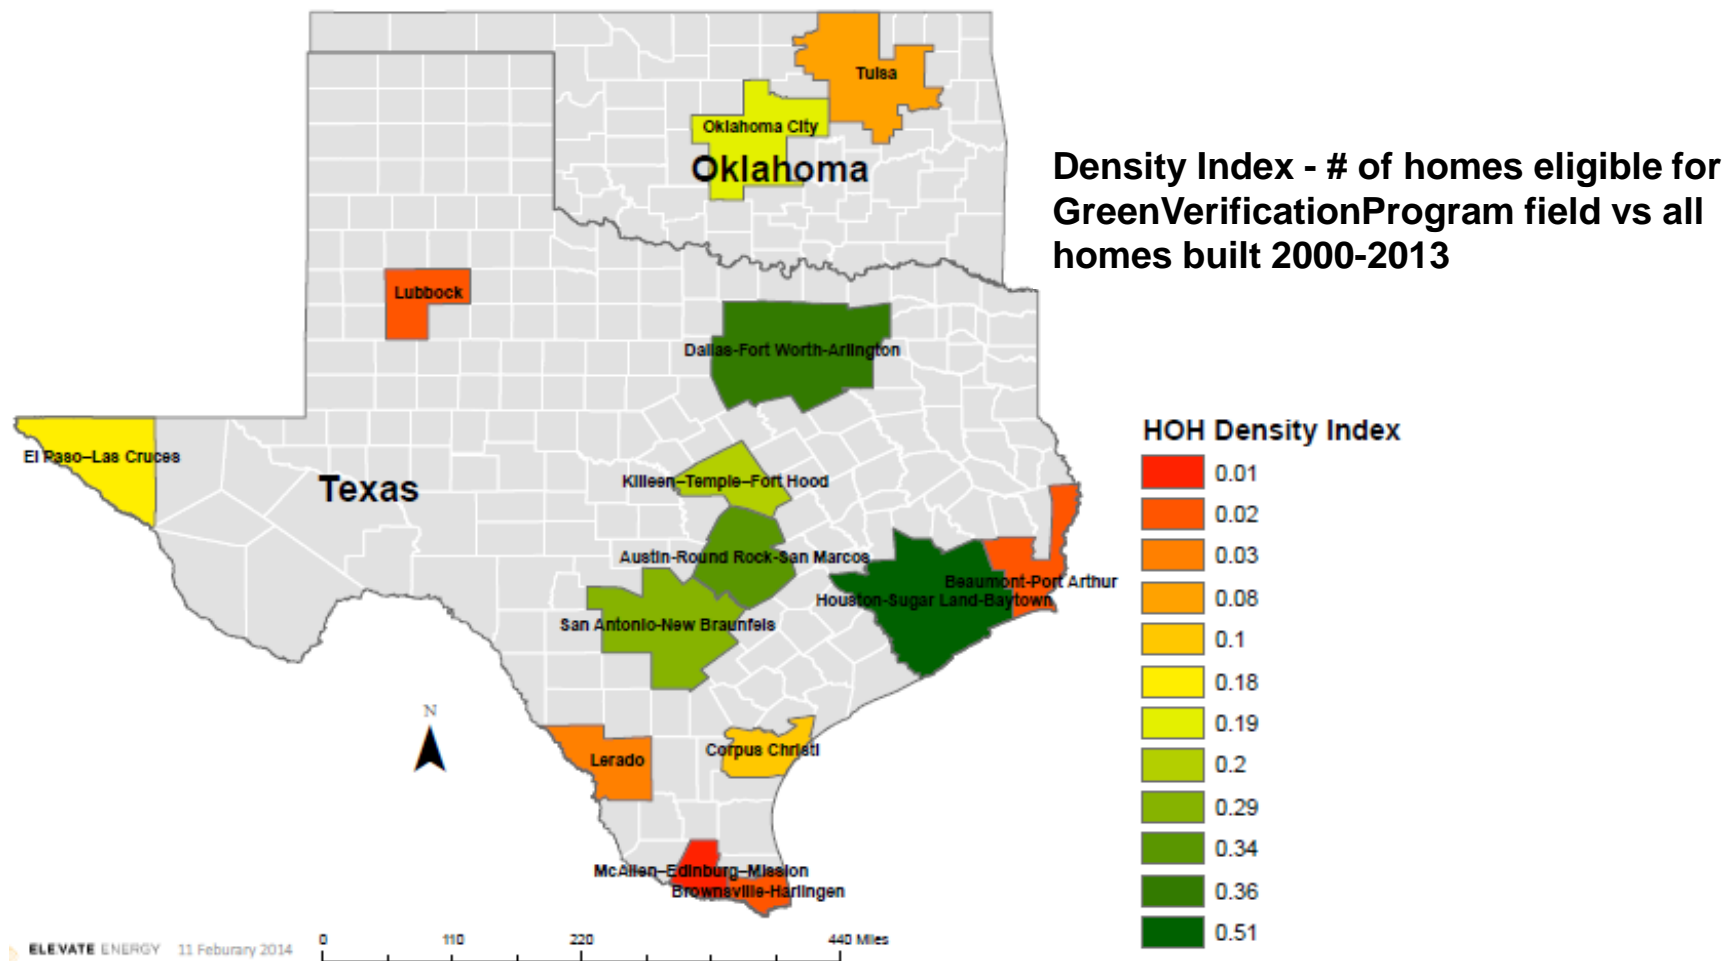 Tulsa
Oklahoma City
Oklahoma
Density Index - # of homes eligible for
GreenVerificationProgram field vs all
homes built 2000-2013
Lubbock
Dallas-Fort Worth-Arlington
El Paso–Las Cruces
Texas
Killeen–Temple–Fort Hood
Austin-Round Rock-San Marcos
Beaumont-Port Arthur
Houston-Sugar Land-Baytown
San Antonio-New Braunfels
N
Lerado
Corpus Christi
McAllen–Edinburg–Mission
Brownsville-Harlingen
HOH Density Index
0.01
0.02
0.03
0.08
0.1
0.18
0.19
0.2
0.29
0.34
0.36
0.51
ELEVATE ENERGY 11 Feburary 2014
0 110 220 440 Miles